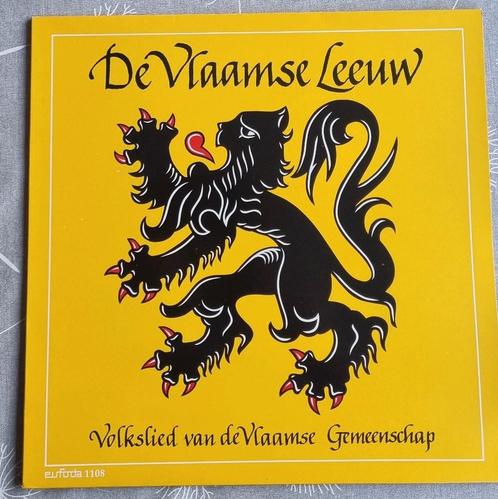 De Vlaamse Leeuw
Volkslied van de Vlaamse Gemeenschap
eufoda 1108